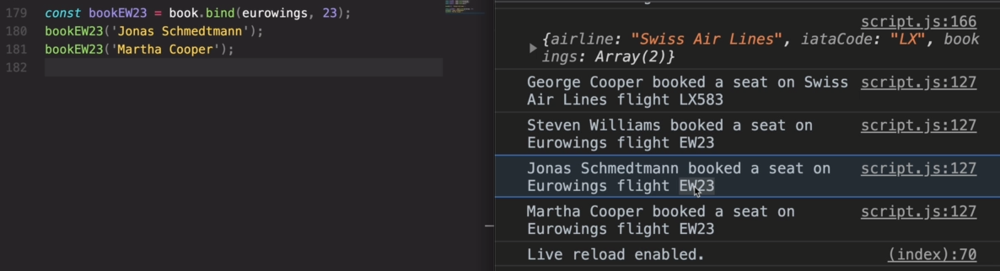 179 const bookEW23 = book.bind(eurowings, 23);
180 bookEW23('Jonas Schmedtmann');
181 bookEW23('Martha Cooper');
182
script.js:166
{airline: "Swiss Air Lines", iataCode: "LX", book
ings: Array(2)}
George Cooper booked a seat on Swiss script.js:127
Air Lines flight LX583
Steven Williams booked a seat on script.js:127
Eurowings flight EW23
Jonas Schmedtmann booked a seat on script.js:127
Eurowings flight EW23
Martha Cooper booked a seat on script.js:127
Eurowings flight EW23
Live reload enabled. (index):70